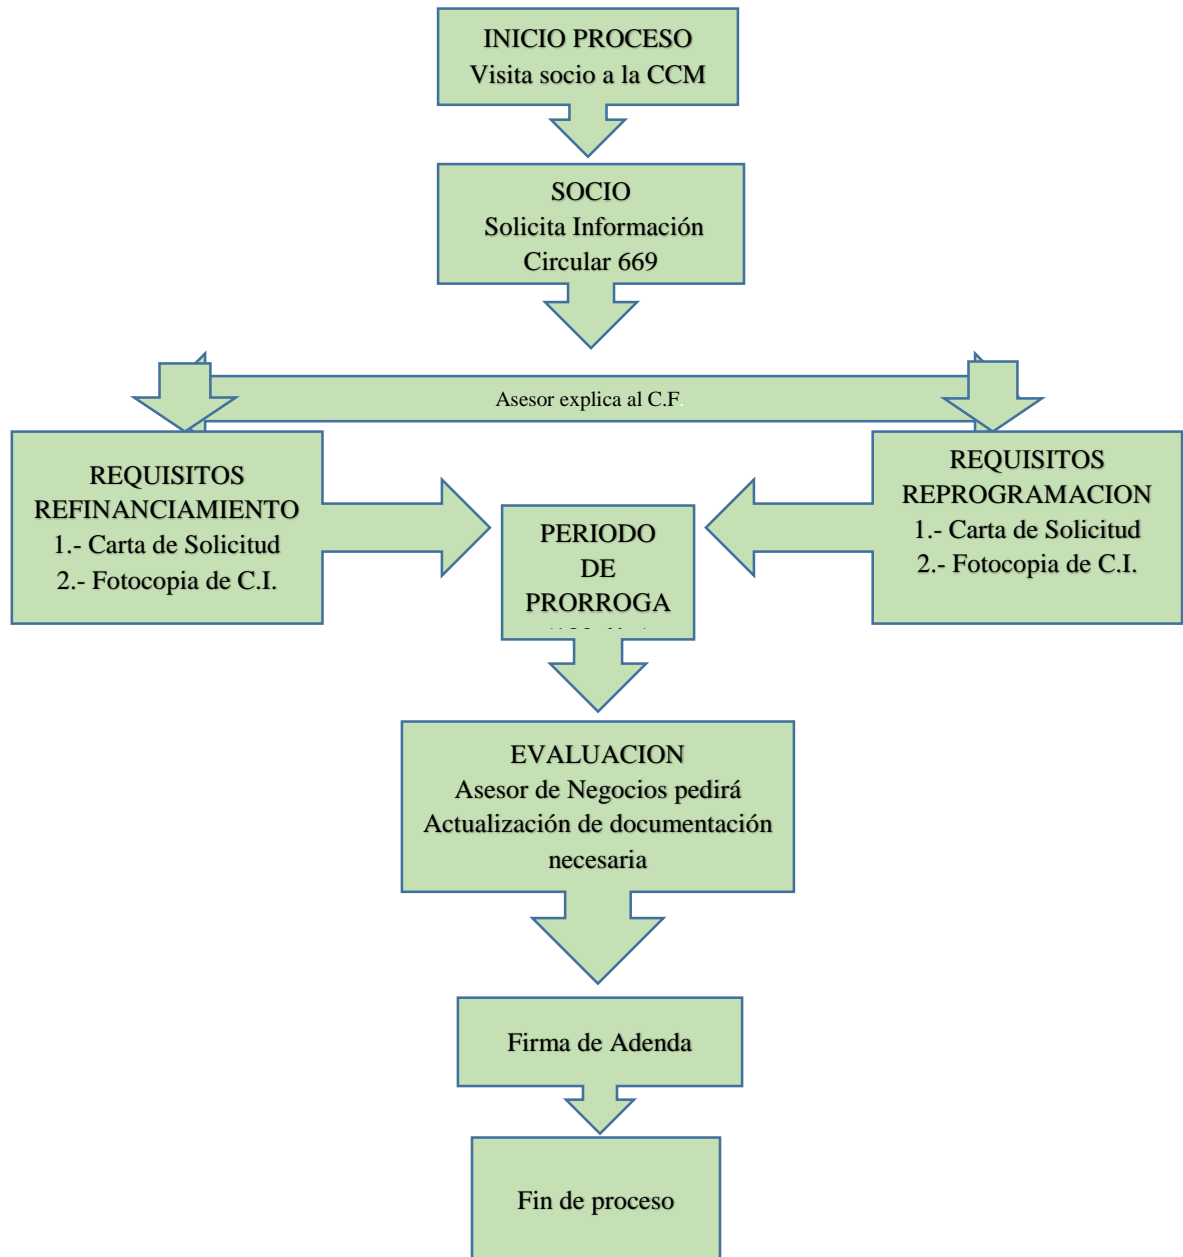 INICIO PROCESO
Visita socio a la CCM
SOCIO
Solicita Información
Circular 669
Asesor explica al C.F.
REQUISITOS
REFINANCIAMIENTO
1.- Carta de Solicitud
2.- Fotocopia de C.I.
PERIODO
DE
PRORROGA
REQUISITOS
REPROGRAMACION
1.- Carta de Solicitud
2.- Fotocopia de C.I.
EVALUACION
Asesor de Negocios pedirá
Actualización de documentación
necesaria
Firma de Adenda
Fin de proceso